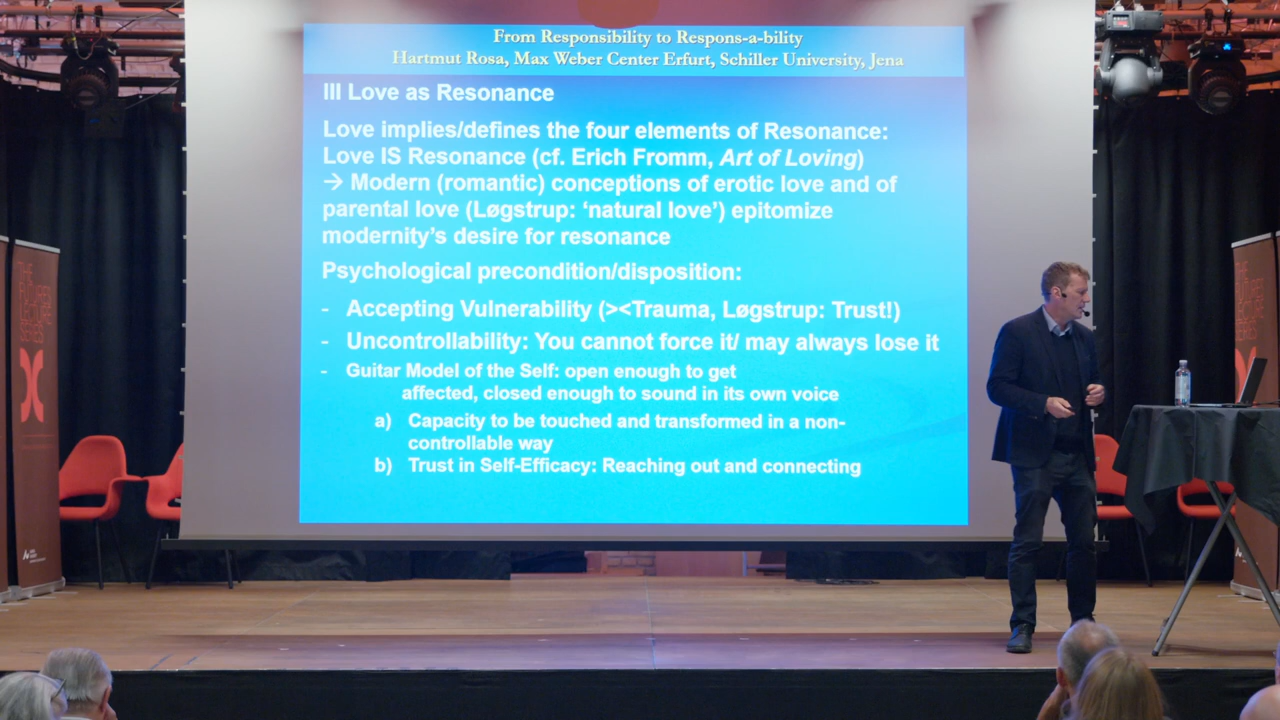 From Responsibility to Respons-a-bility
Hartmut Rosa, Max Weber Center Erfurt, Schiller University, Jena
III Love as Resonance
Love implies/defines the four elements of Resonance:
Love IS Resonance (cf. Erich Fromm, Art of Loving)
→ Modern (romantic) conceptions of erotic love and of
parental love (Løgstrup: ‘natural love’) epitomize
modernity’s desire for resonance
Psychological precondition/disposition:
- Accepting Vulnerability (><Trauma, Løgstrup: Trust!)
- Uncontrollability: You cannot force it/ may always lose it
- Guitar Model of the Self: open enough to get
affected, closed enough to sound in its own voice
a) Capacity to be touched and transformed in a non-
controllable way
b) Trust in Self-Efficacy: Reaching out and connecting